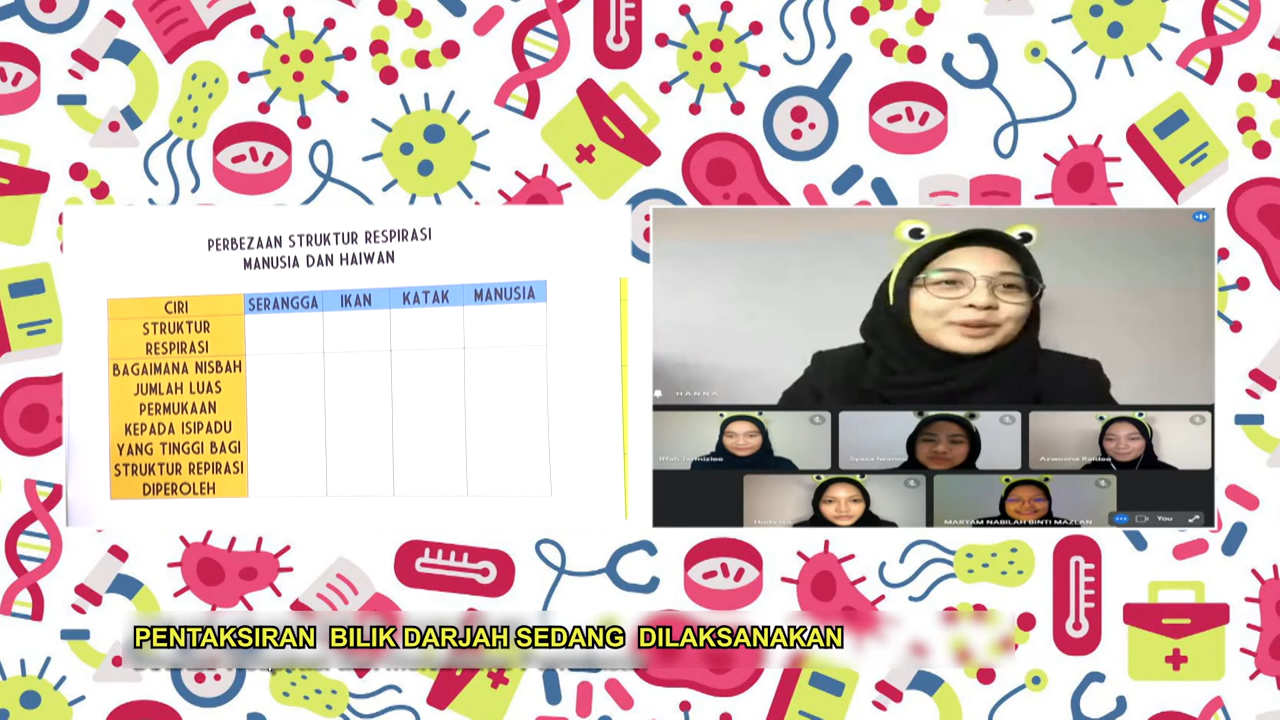 PERBEZAAN STRUKTUR RESPIRASI
MANUSIA DAN HAIWAN
CIRI
SERANGGA
IKAN
KATAK
MANUSIA
STRUKTUR
RESPIRASI
BAGAIMANA NISBAH
JUMLAH LUAS
PERMUKAAN
KEPADA ISIPADU
YANG TINGGI BAGI
STRUKTUR REPIRASI
DIPEROLEH
HANNA
MARYAM NABILAH BINTI MAZLAN
You
PENTAKSIRAN BILIK DARJAH SEDANG DILAKSANAKAN